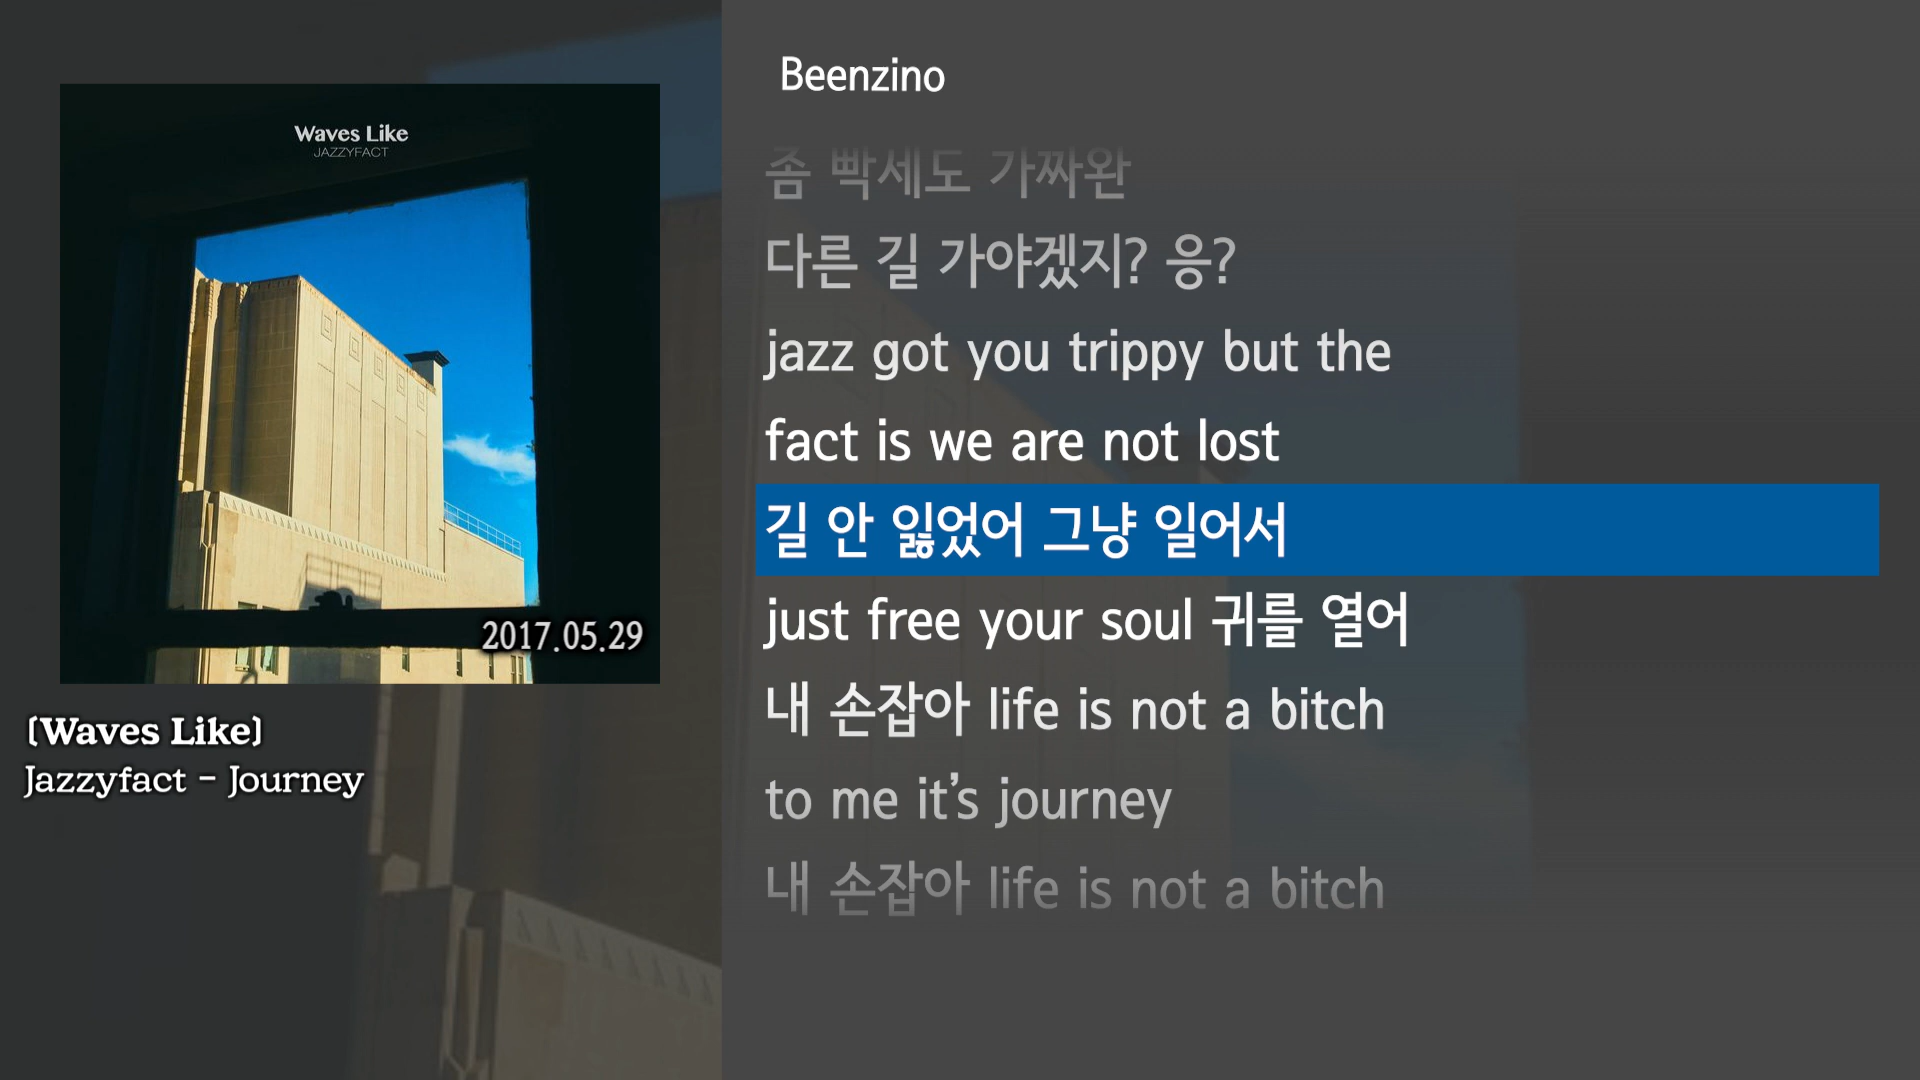 Waves Like
JAZZYFACT
2017.05.29
[Waves Like]
Jazzyfact - Journey
Beenzino
좀 빡세도 가짜완
다른 길 가야겠지? 응?
jazz got you trippy but the
fact is we are not lost
길 안 잃었어 그냥 일어서
just free your soul 귀를 열어
내 손잡아 life is not a bitch
to me it's journey
내 손잡아 life is not a bitch